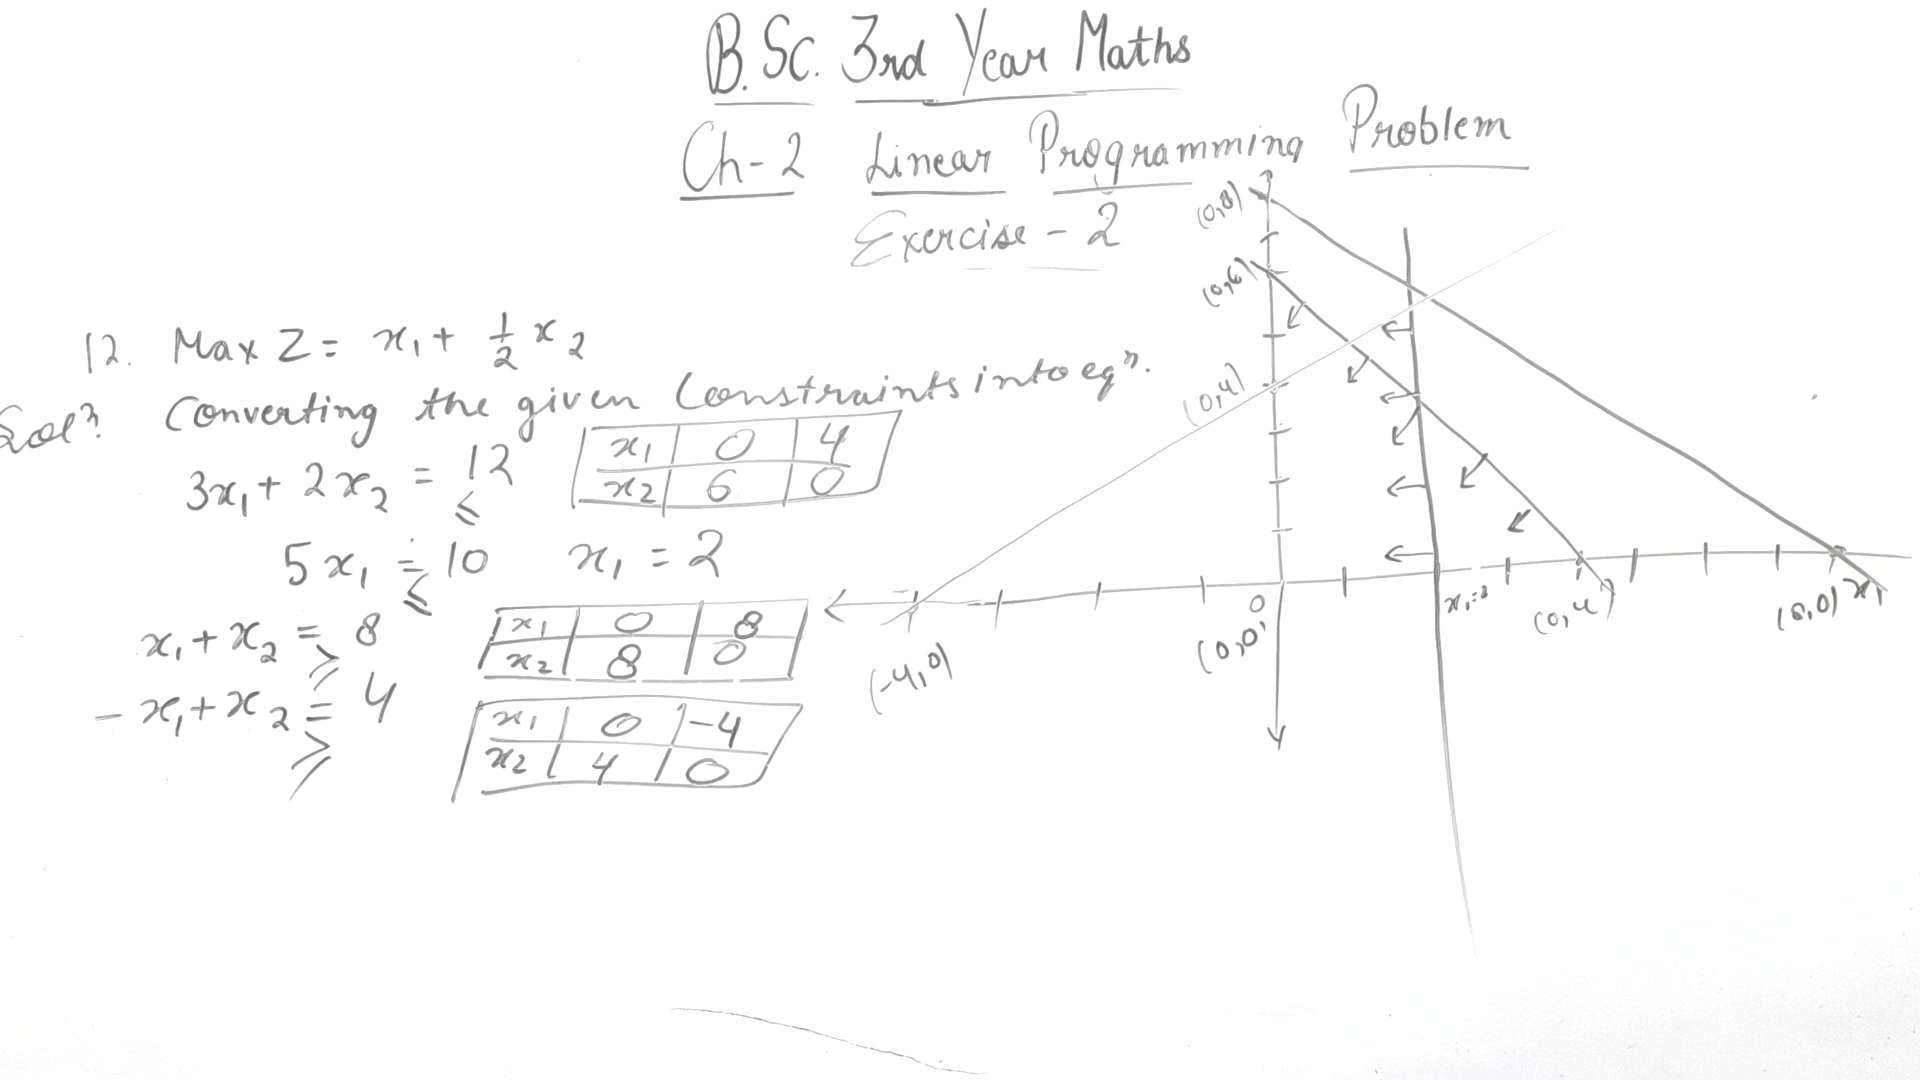 B.Sc. 3rd Year Maths
Ch-2 Linear Programming Problem
Exercise - 2
12. Max Z = x₁ + 1/2 x₂
Solⁿ. Converting the given Constraints into eqⁿ.
3x₁ + 2x₂ = 12
≤
x₁ 0 4
x₂ 6 0
5x₁ = 10 x₁ = 2
≤
x₁ + x₂ = 8
≥
x₁ 0 8
x₂ 8 0
- x₁ + x₂ = 4
≥
x₁ 0 -4
x₂ 4 0
(0,8)
(0,6)
(0,4)
(-4,0)
0
(0,0)
x₁=2
(0,4)
(8,0) x₁